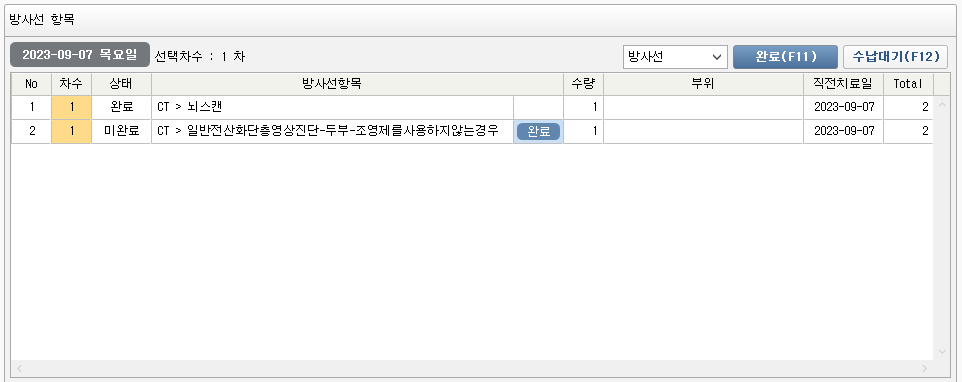 방사선 항목
2023-09-07 목요일 선택차수 : 1 차 방사선 완료(F11) 수납대기(F12)
No 차수 상태 방사선항목 수량 부위 직전치료일 Total
1 1 완료 CT > 뇌스캔 1 2023-09-07 2
2 1 미완료 CT > 일반전산화단층영상진단-두부-조영제를사용하지않는경우 완료 1 2023-09-07 2